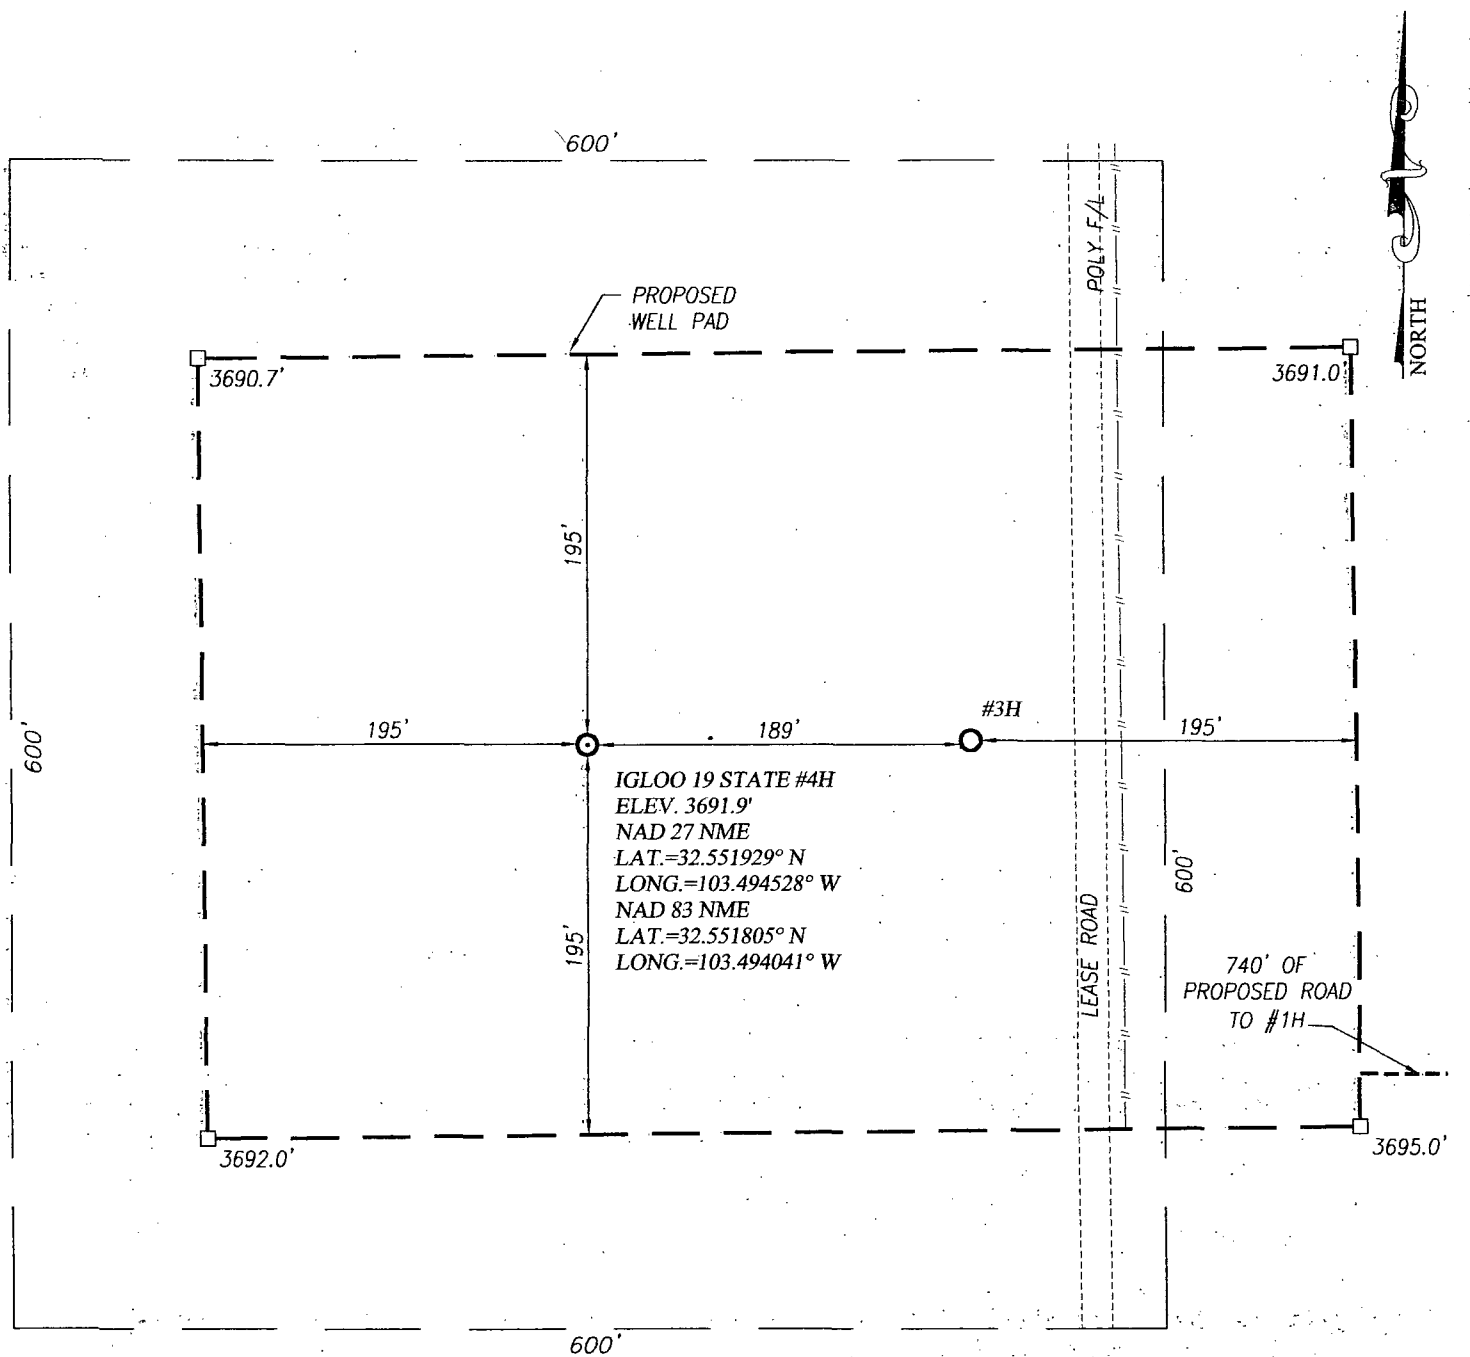 600'
POLY F/L
PROPOSED
WELL PAD
NORTH
3690.7'
3691.0'
195'
#3H
195'
189'
195'
600'
IGLOO 19 STATE #4H
ELEV. 3691.9'
NAD 27 NME
LAT.=32.551929° N
LONG.=103.494528° W
NAD 83 NME
LAT.=32.551805° N
LONG.=103.494041° W
600'
195'
LEASE ROAD
740' OF
PROPOSED ROAD
TO #1H
3692.0'
3695.0'
600'